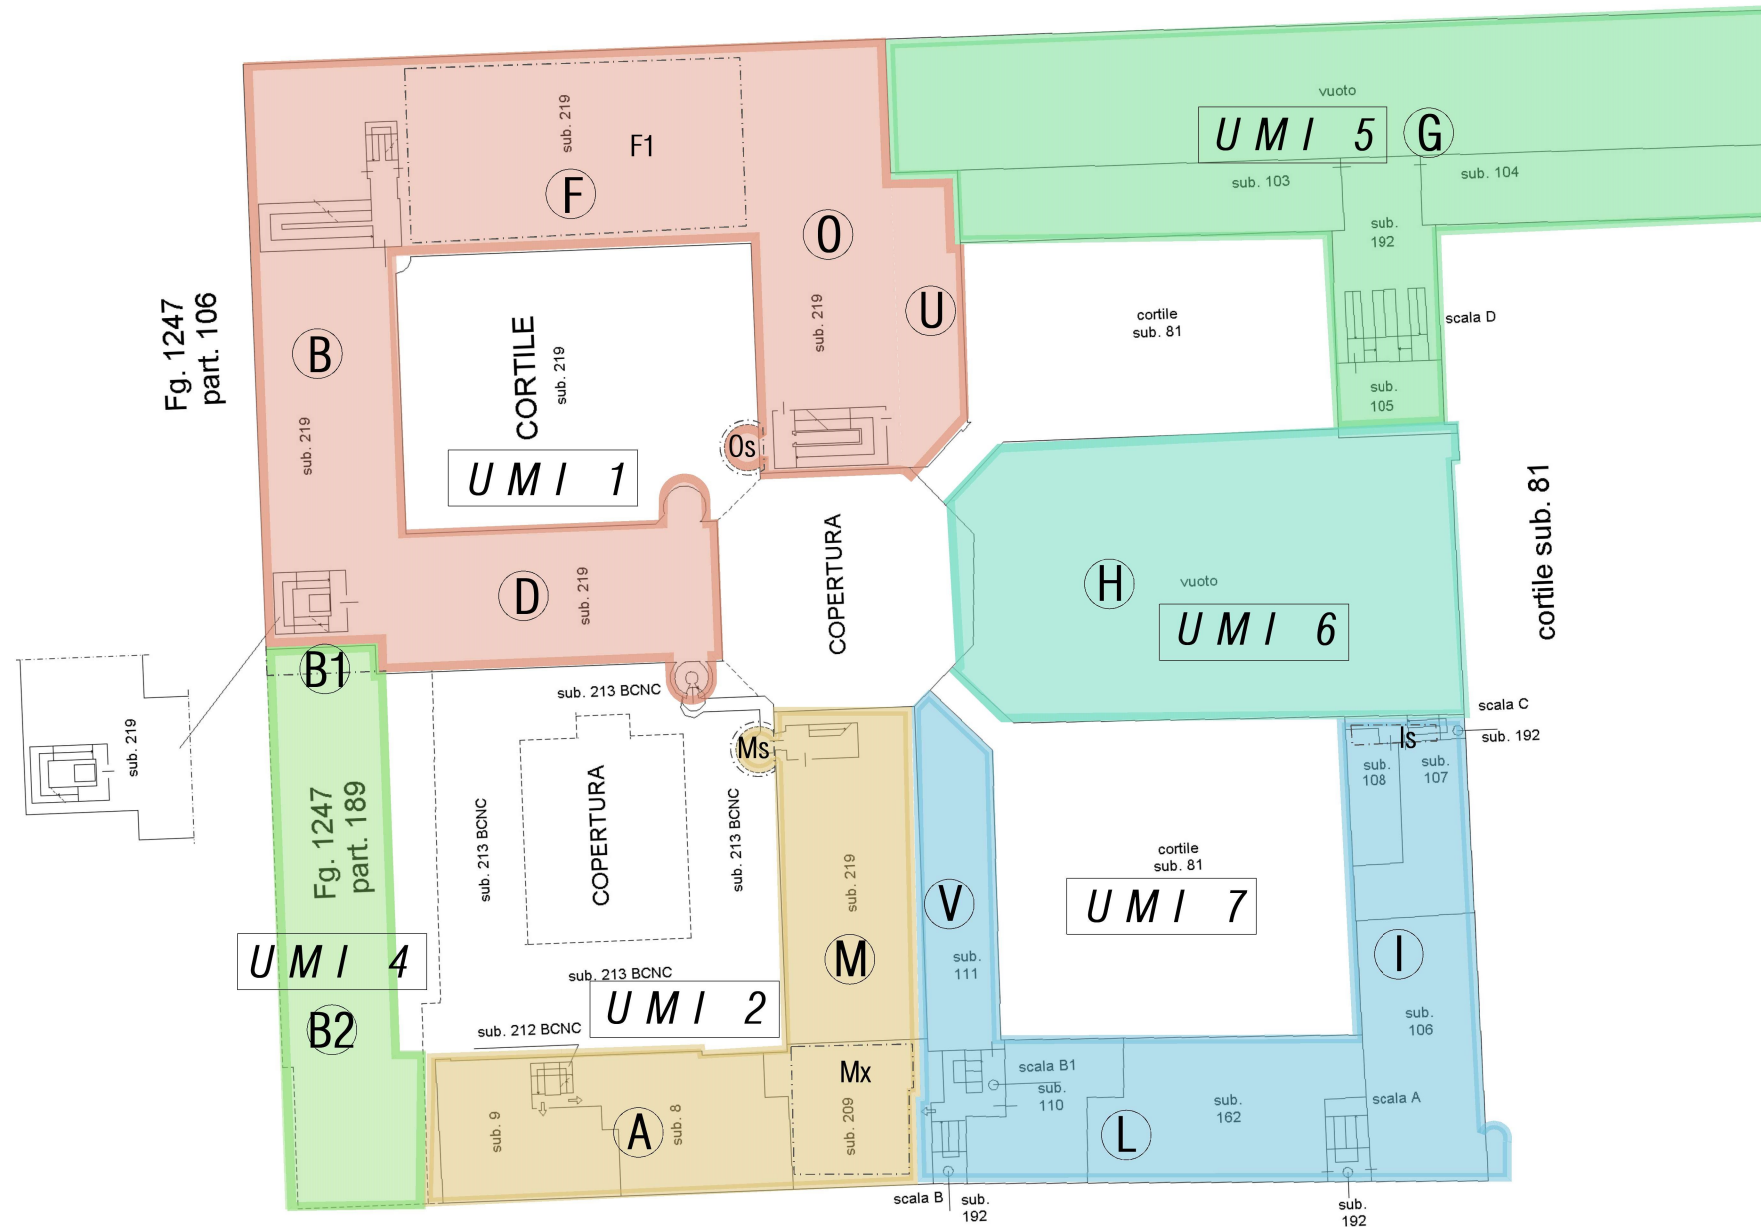 vuoto
UMI 5
G
sub. 219
F1
F
sub. 103
sub. 104
sub.
192
O
U
sub. 219
cortile
sub. 81
scala D
sub.
105
Fg. 1247
part. 106
B
sub. 219
CORTILE
sub. 219
UMI 1
Os
COPERTURA
D
sub. 219
H
vuoto
UMI 6
cortile sub. 81
B1
sub. 219
sub. 213 BCNC
Ms
scala C
sub. 192
Is
sub.
108
sub.
107
Fg. 1247
part. 189
sub. 213 BCNC
COPERTURA
sub. 213 BCNC
sub. 219
cortile
sub. 81
UMI 7
V
M
I
sub.
111
UMI 4
sub. 213 BCNC
UMI 2
B2
sub. 212 BCNC
sub.
106
Mx
scala B1
sub.
110
sub. 9
A
sub. 8
sub. 209
L
sub.
162
scala A
scala B
sub.
192
sub.
192